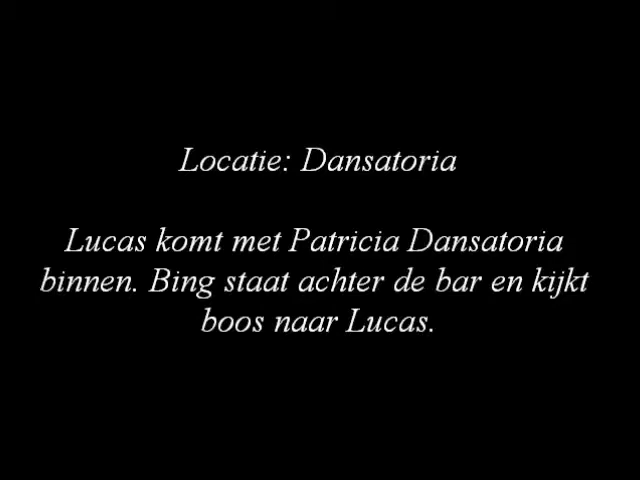 Locatie: Dansatoria
Lucas komt met Patricia Dansatoria
binnen. Bing staat achter de bar en kijkt
boos naar Lucas.